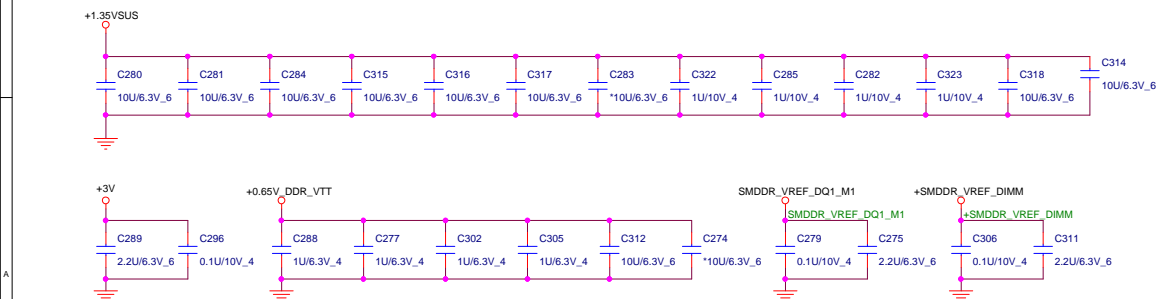 +1.35VSUS
C280 C281 C284 C315 C316 C317 C283 C322 C285 C282 C323 C318 C314
10U/6.3V_6 10U/6.3V_6 10U/6.3V_6 10U/6.3V_6 10U/6.3V_6 10U/6.3V_6 *10U/6.3V_6 1U/10V_4 1U/10V_4 1U/10V_4 1U/10V_4 10U/6.3V_6 10U/6.3V_6
+3V +0.65V_DDR_VTT SMDDR_VREF_DQ1_M1 +SMDDR_VREF_DIMM
SMDDR_VREF_DQ1_M1 +SMDDR_VREF_DIMM
C289 C296 C288 C277 C302 C305 C312 C274 C279 C275 C306 C311
2.2U/6.3V_6 0.1U/10V_4 1U/6.3V_4 1U/6.3V_4 1U/6.3V_4 1U/6.3V_4 10U/6.3V_6 *10U/6.3V_6 0.1U/10V_4 2.2U/6.3V_6 0.1U/10V_4 2.2U/6.3V_6
A